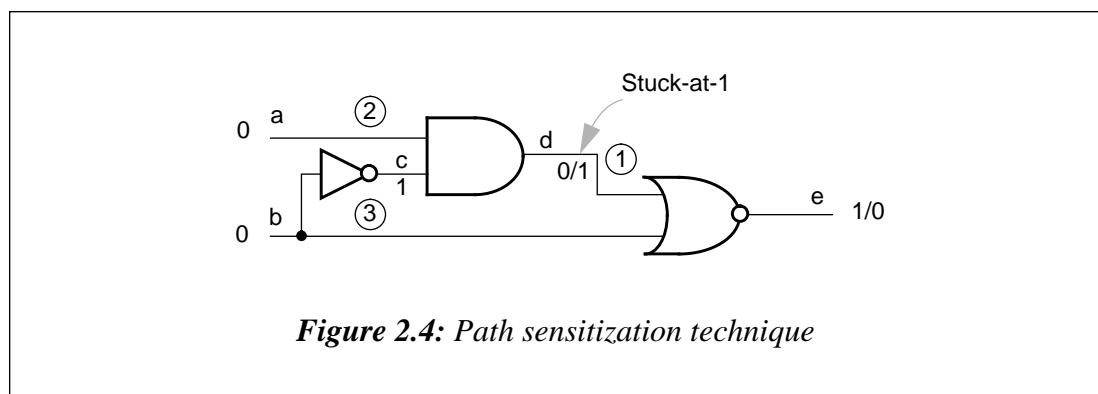 Stuck-at-1
a
2
0
d
1
c
0/1
1
e
1/0
b
3
0
Figure 2.4: Path sensitization technique